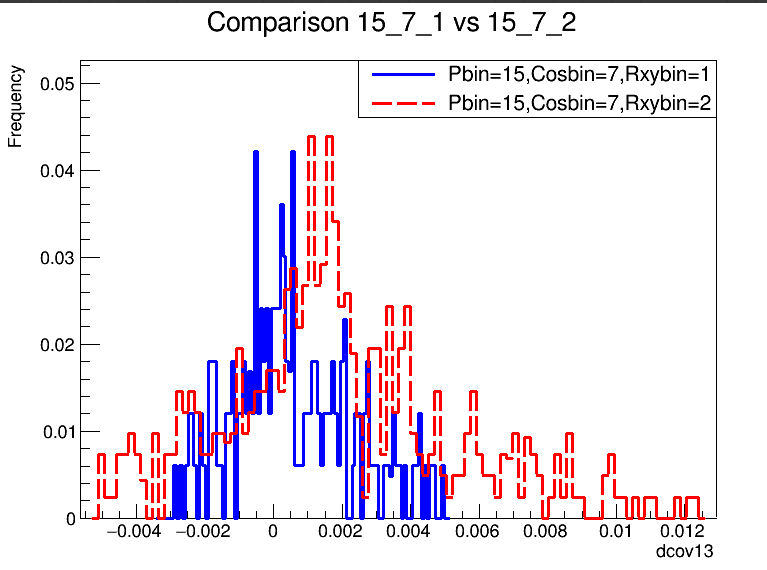 Comparison 15_7_1 vs 15_7_2
Frequency
Pbin=15,Cosbin=7,Rxybin=1
Pbin=15,Cosbin=7,Rxybin=2
0.05
0.04
0.03
0.02
0.01
0
−0.004 −0.002 0 0.002 0.004 0.006 0.008 0.01 0.012
dcov13